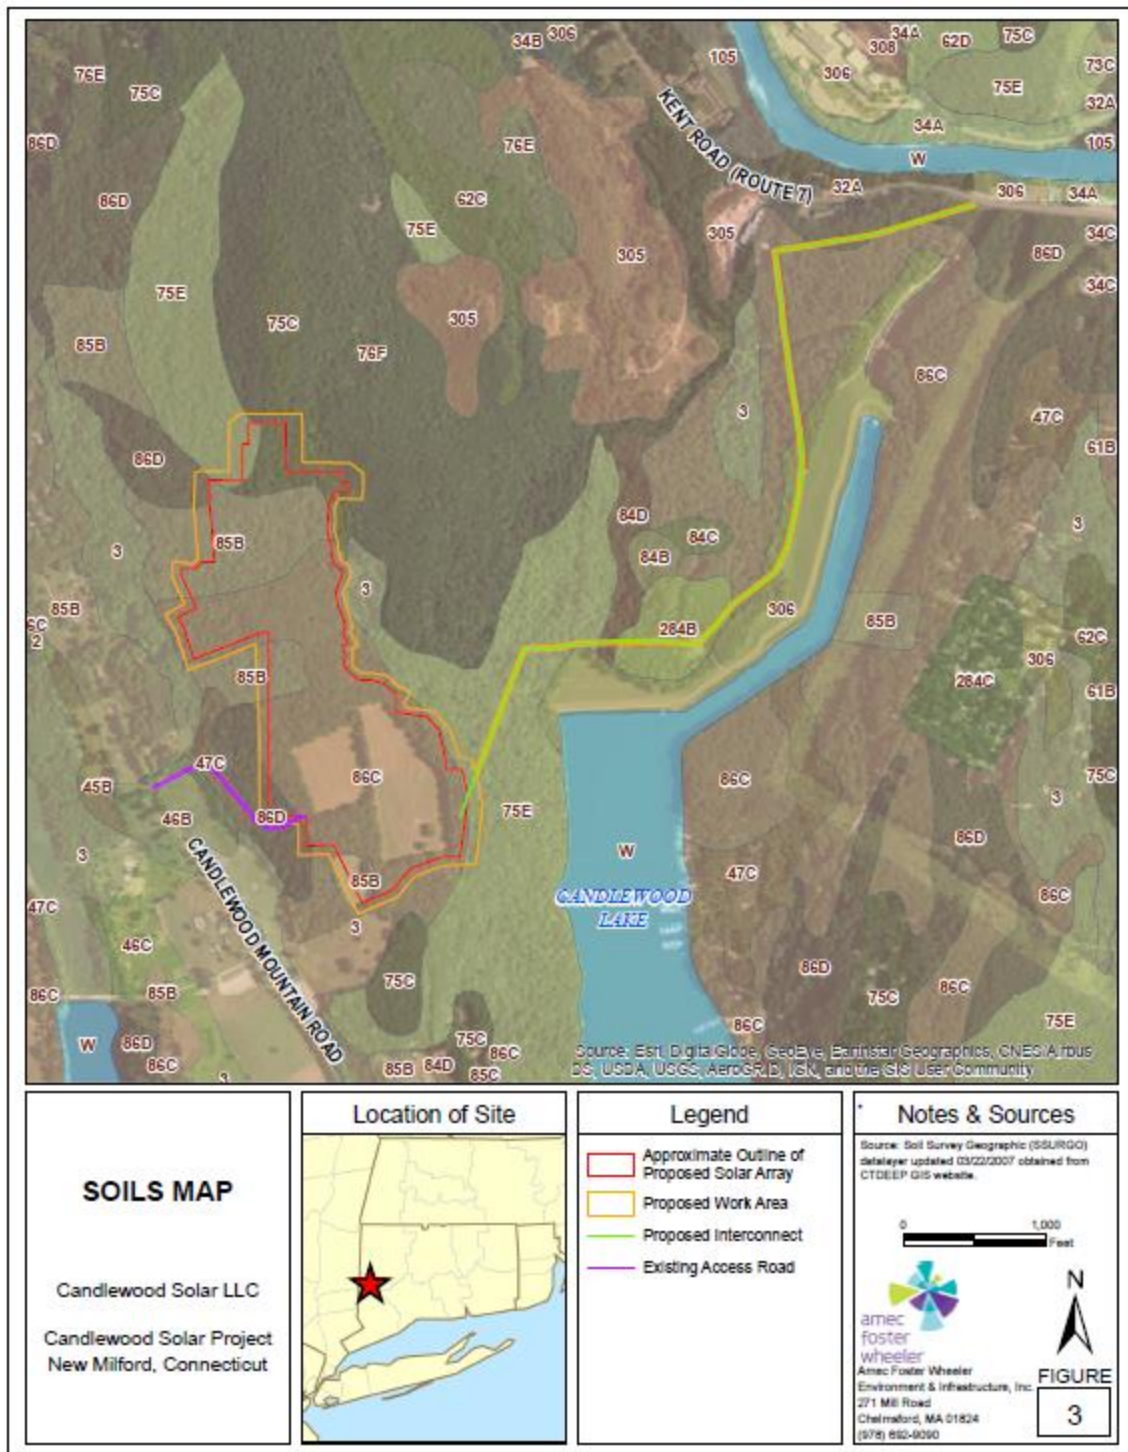 34B
306
34A
308
62D
75C
105
306
73C
75E
32A
34A
105
76E
75C
86D
KENT ROAD (ROUTE 7)
W
76E
86D
62C
32A
306
34A
75E
305
305
34C
86D
34C
75E
75C
305
85B
76F
86C
3
47C
61B
86D
84D
3
85B
84C
3
84B
3
85B
306
6C
2
284B
85B
62C
306
85B
284C
61B
47C
86C
86C
75C
45B
46B
86D
75E
3
3
W
86D
CANDLEWOOD MOUNTAIN ROAD
85B
47C
CANDLEWOOD
LAKE
86C
47C
3
46C
75C
86D
86C
86C
85B
75C
W
86D
75C
86C
75E
86C
86C
3
85B
84D
85C
Source: Esri, DigitalGlobe, GeoEye, Earthstar Geographics, CNES/Airbus
DS, USDA, USGS, AeroGRID, IGN, and the GIS User Community
SOILS MAP
Candlewood Solar LLC
Candlewood Solar Project
New Milford, Connecticut
Location of Site
Legend
Approximate Outline of
Proposed Solar Array
Proposed Work Area
Proposed Interconnect
Existing Access Road
Notes & Sources
Source: Soil Survey Geographic (SSURGO)
datalayer updated 03/22/2007 obtained from
CTDEEP GIS website.
0 1,000
Feet
N
amec
foster
wheeler
Amec Foster Wheeler
Environment & Infrastructure, Inc.
271 Mill Road
Chelmsford, MA 01824
(978) 692-9090
FIGURE
3